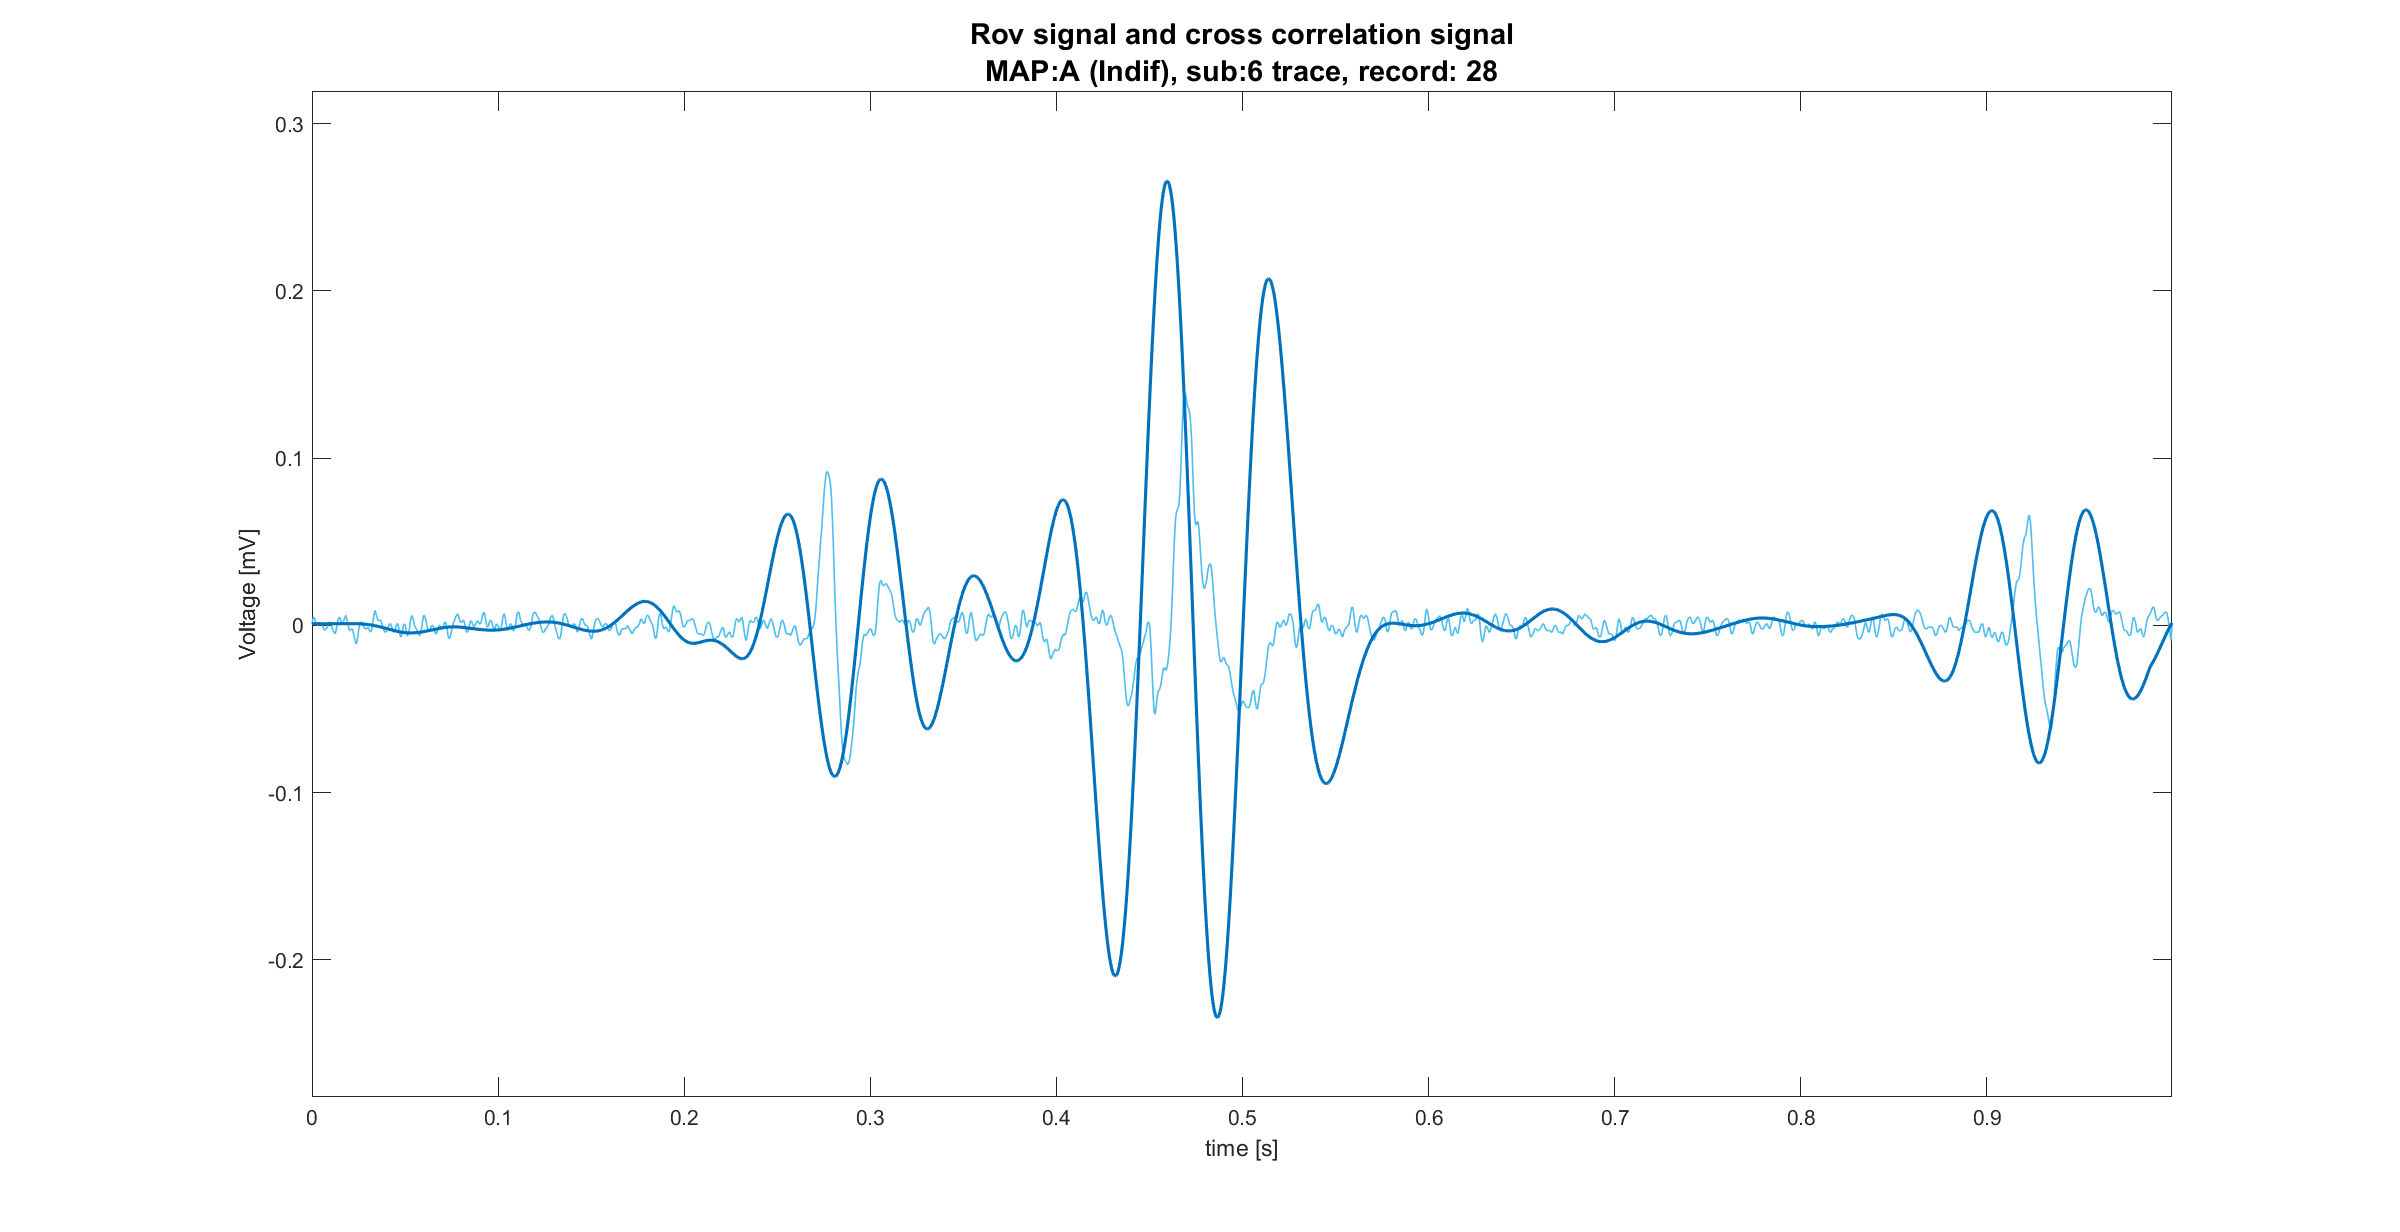 Rov signal and cross correlation signal
MAP:A (Indif), sub:6 trace, record: 28
0.3
0.2
0.1
0
-0.1
-0.2
Voltage [mV]
0 0.1 0.2 0.3 0.4 0.5 0.6 0.7 0.8 0.9
time [s]